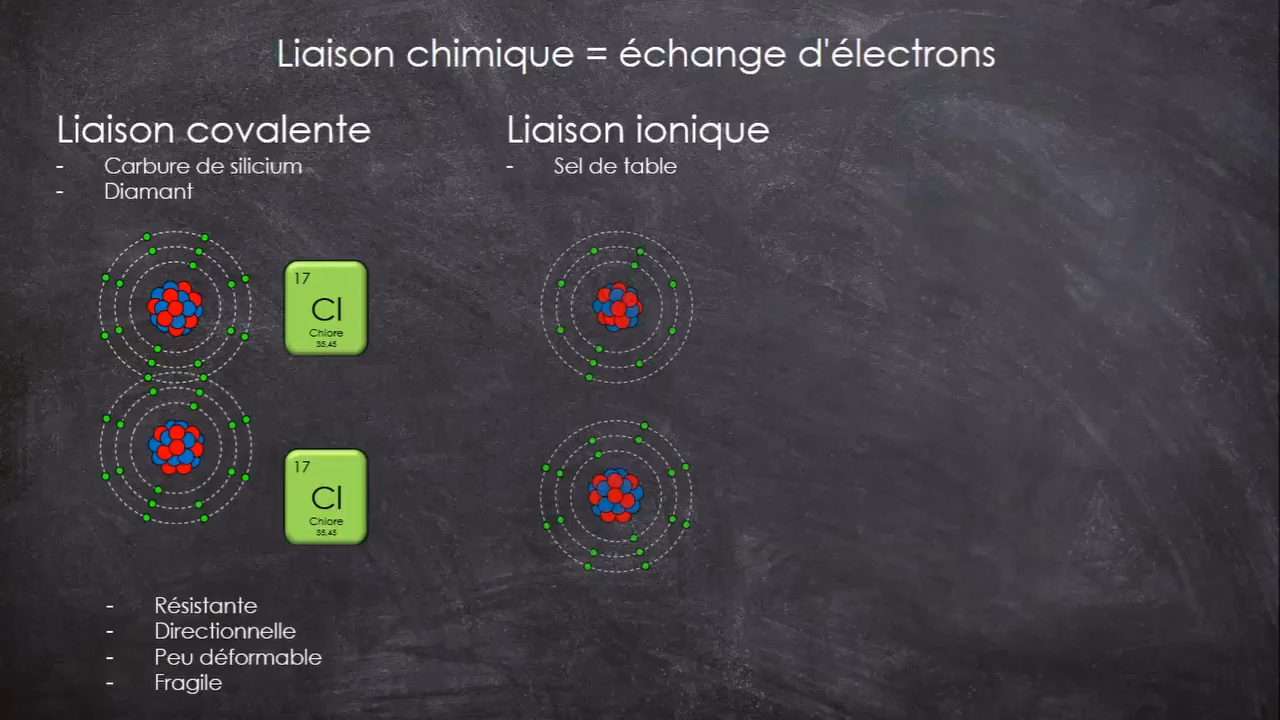 Liaison chimique = échange d'électrons
Liaison covalente
- Carbure de silicium
- Diamant
17
Cl
Chlore
35,45
17
Cl
Chlore
35,45
- Résistante
- Directionnelle
- Peu déformable
- Fragile
Liaison ionique
- Sel de table